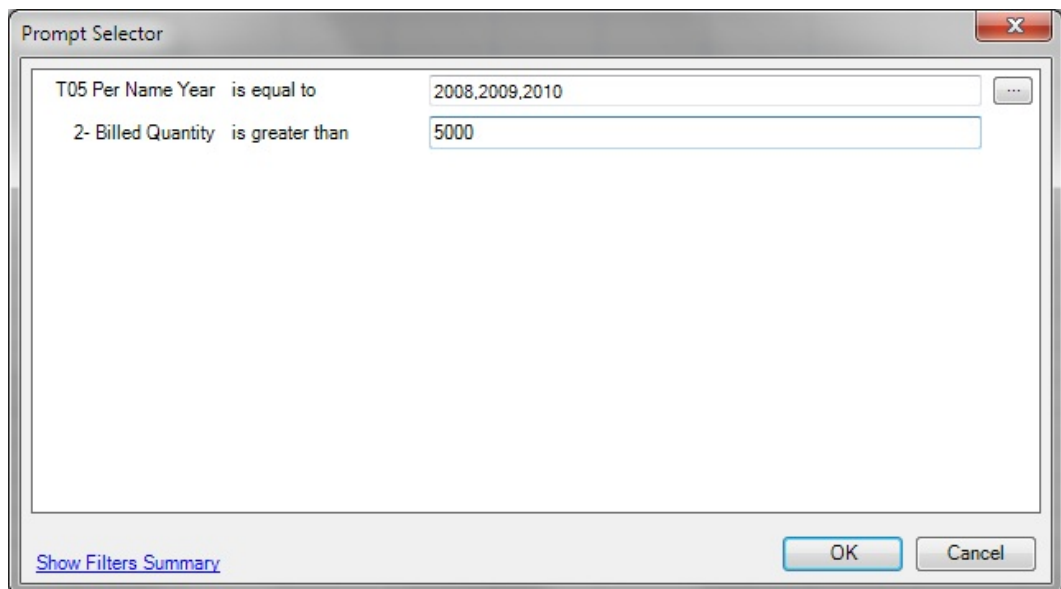 Prompt Selector
T05 Per Name Year is equal to 2008,2009,2010 ...
2- Billed Quantity is greater than 5000
Show Filters Summary OK Cancel